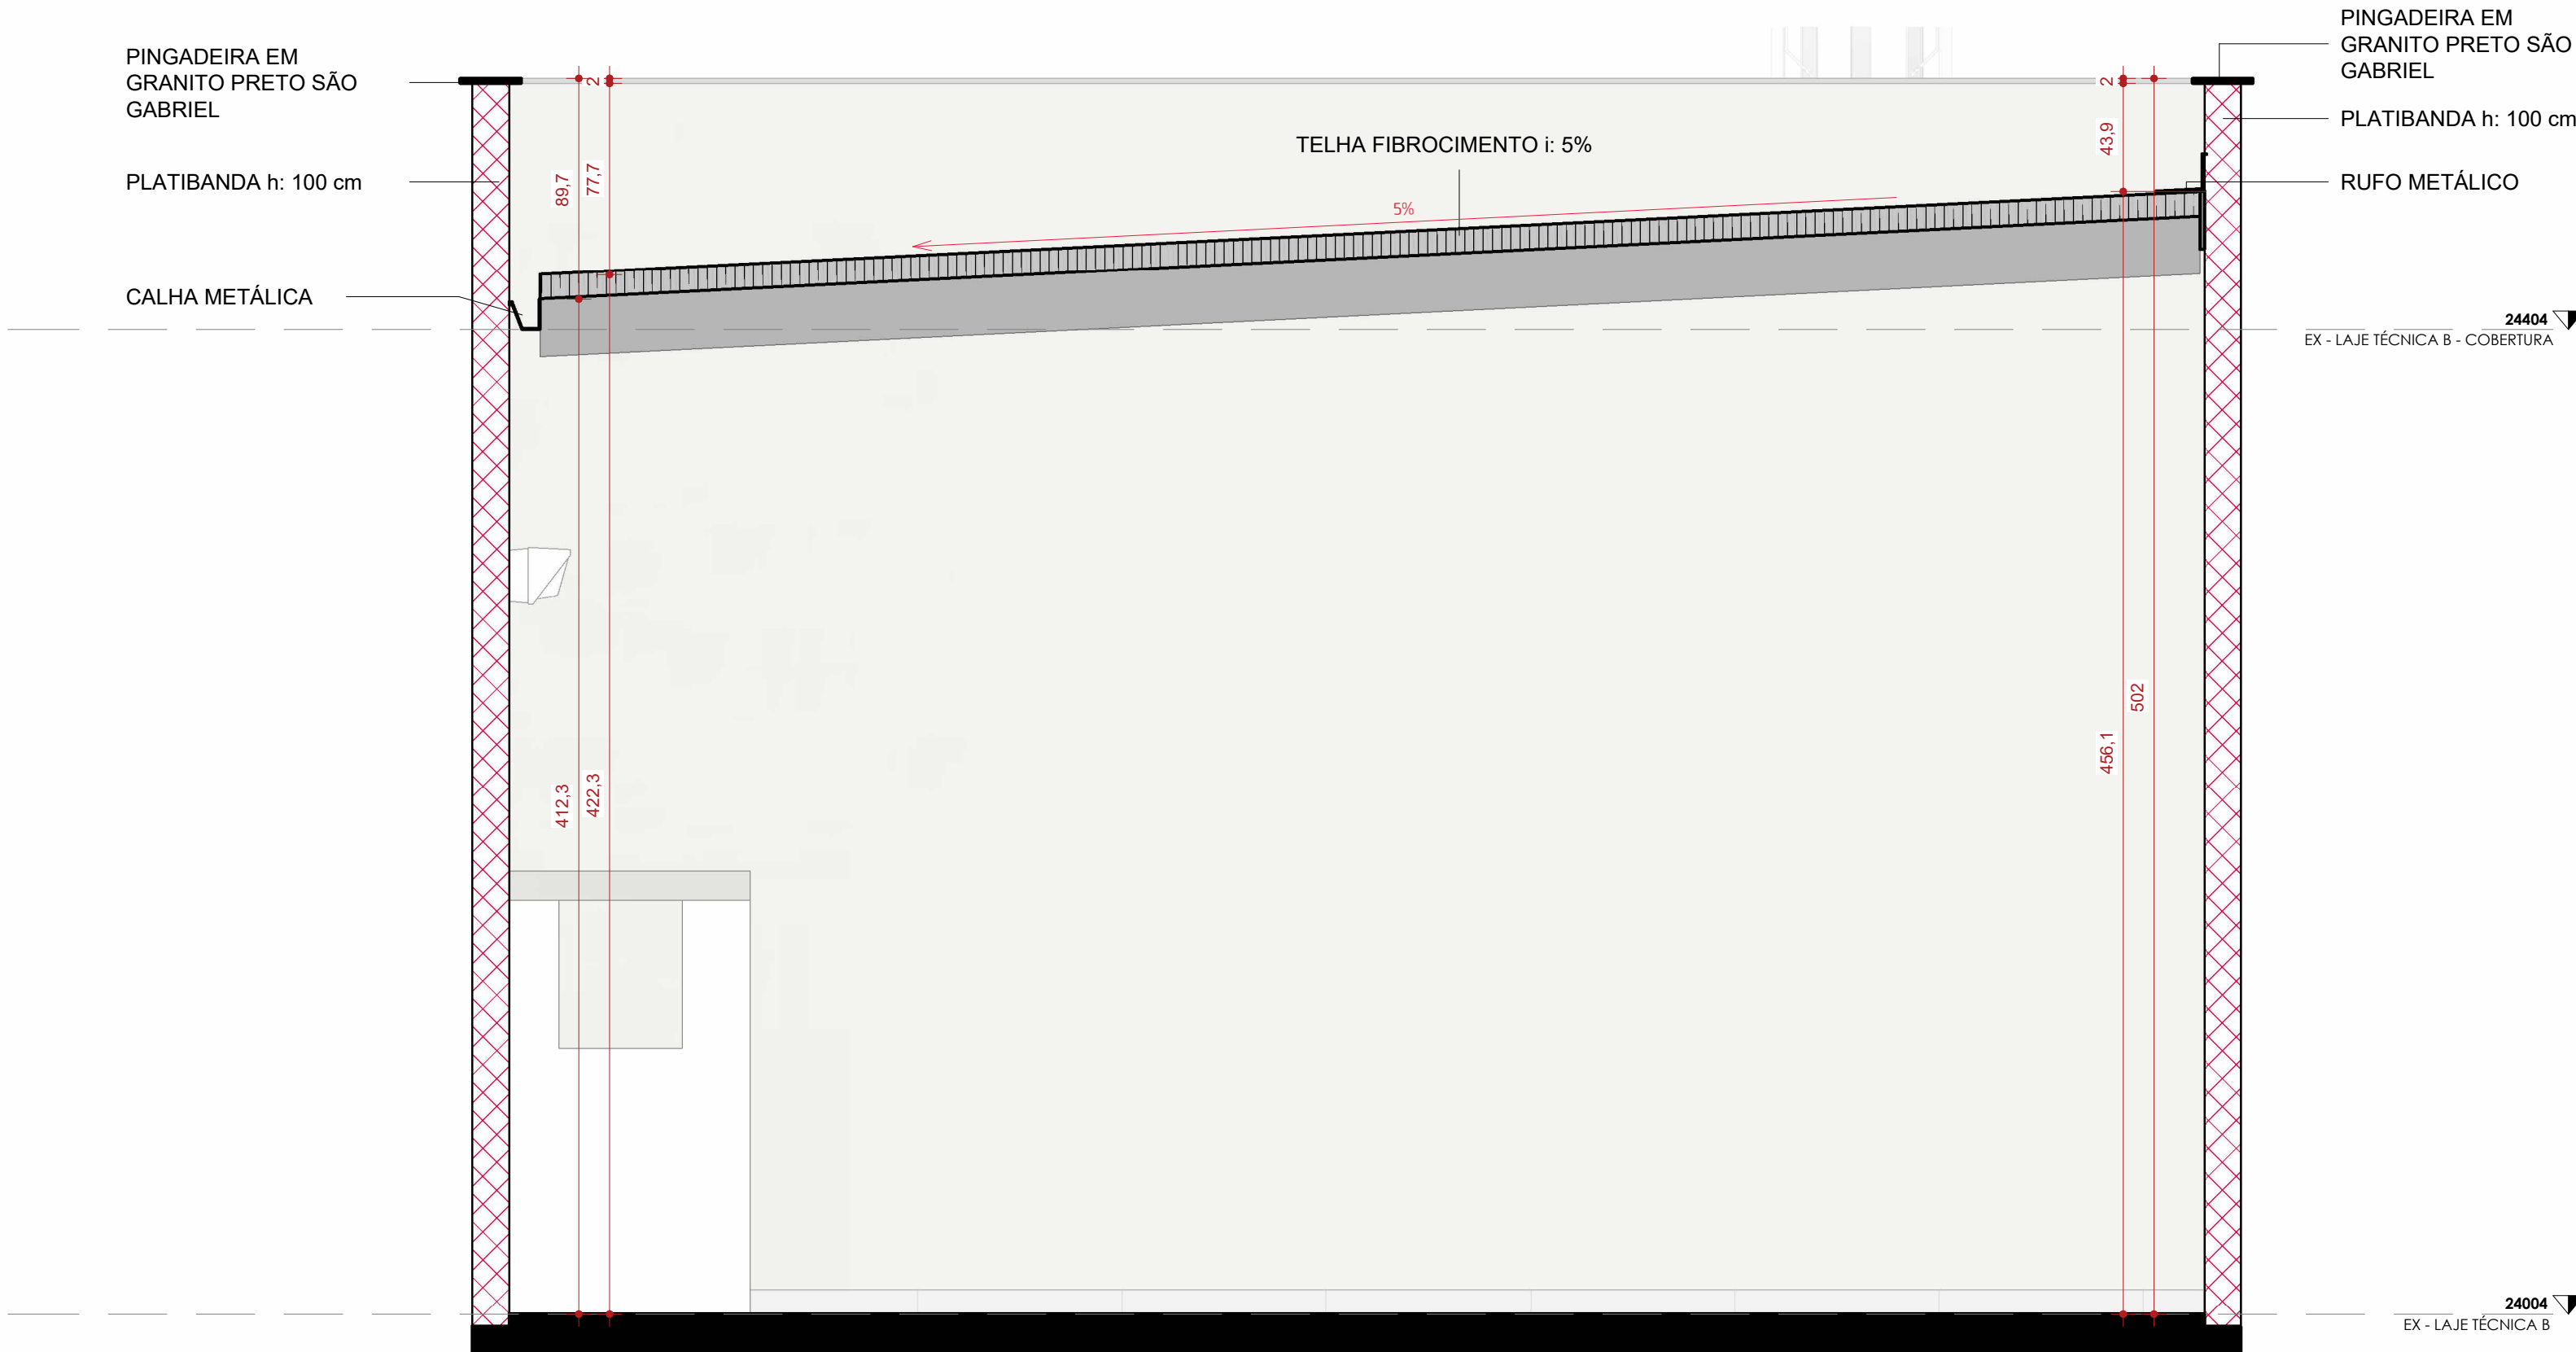 PINGADEIRA EM
GRANITO PRETO SÃO
GABRIEL
PLATIBANDA h: 100 cm
CALHA METÁLICA
2
89,7
77,7
412,3
422,3
TELHA FIBROCIMENTO i: 5%
5%
2
43,9
502
456,1
PINGADEIRA EM
GRANITO PRETO SÃO
GABRIEL
PLATIBANDA h: 100 cm
RUFO METÁLICO
24404
EX - LAJE TÉCNICA B - COBERTURA
24004
EX - LAJE TÉCNICA B